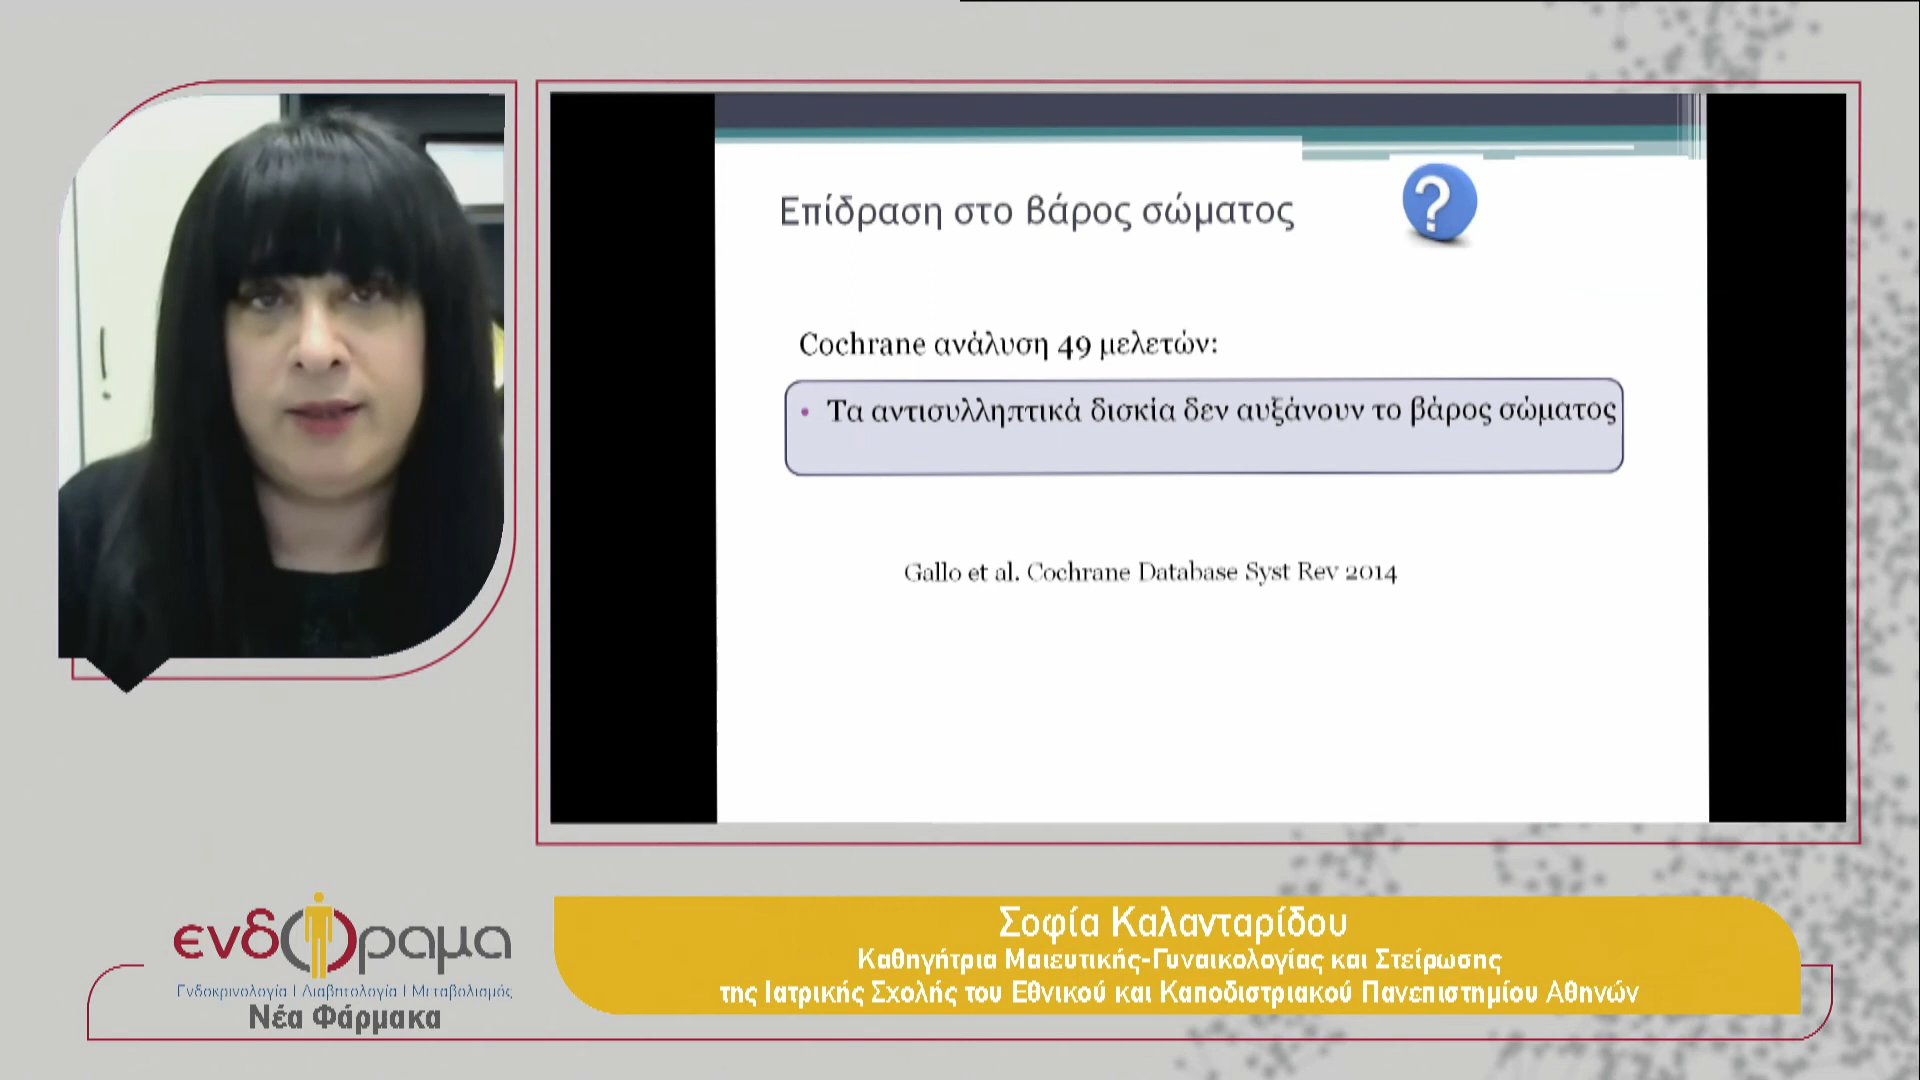 Επίδραση στο βάρος σώματος
?
Cochrane ανάλυση 49 μελετών:
• Τα αντισυλληπτικά δισκία δεν αυξάνουν το βάρος σώματος
Gallo et al. Cochrane Database Syst Rev 2014
ενδόραμα
Ενδοκρινολογία | Διαβητολογία | Μεταβολισμός
Νέα Φάρμακα
Σοφία Καλανταρίδου
Καθηγήτρια Μαιευτικής-Γυναικολογίας και Στείρωσης
της Ιατρικής Σχολής του Εθνικού και Καποδιστριακού Πανεπιστημίου Αθηνών